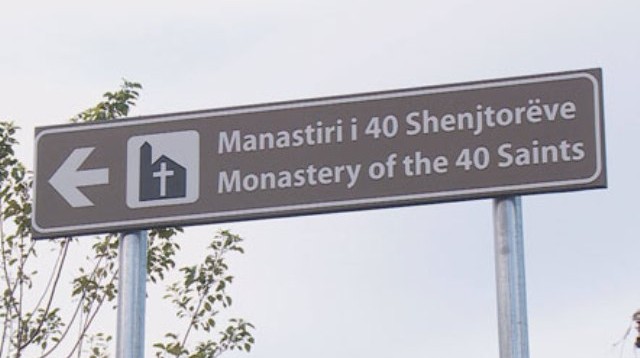 Manastiri i 40 Shenjtorëve
Monastery of the 40 Saints